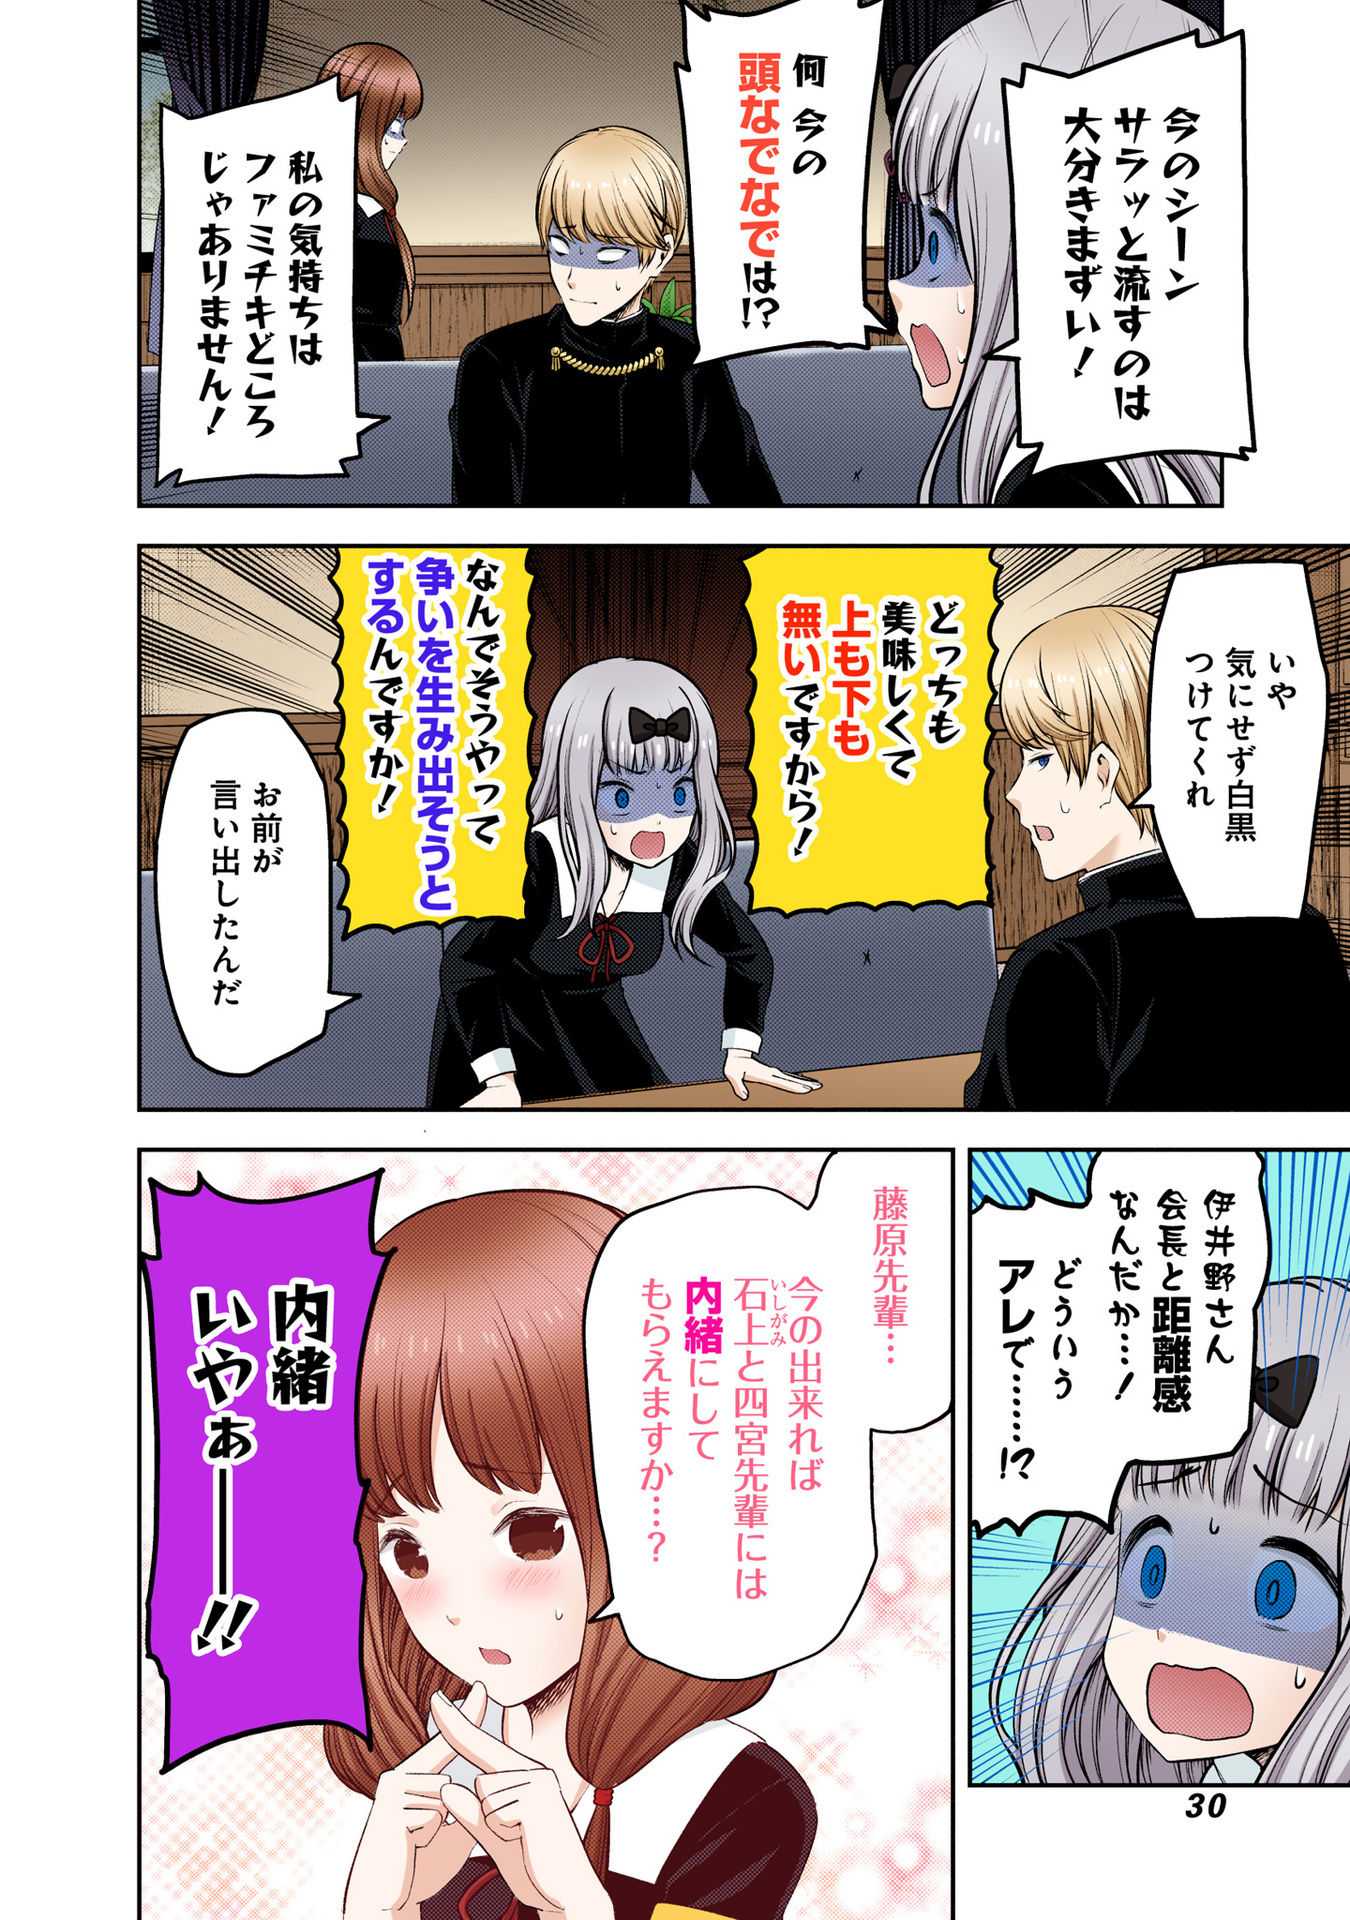 今のシーン
サラッと流すのは
大分きまずい!
何 今の
頭なでなでは!?
私の気持ちは
ファミチキどころ
じゃありません!
いや
気にせず白黒
つけてくれ
どっちも
美味しくて
上も下も
無いですから!
なんでそうやって
争いを生み出そうと
するんですか!
お前が
言い出したんだ
伊井野さん
会長と距離感
なんだか…!
どういう
アレで……!?
藤原先輩…
今の出来れば
石上と四宮先輩には
いしがみ
内緒にして
もらえますか…?
内緒
いやぁ――!!
30